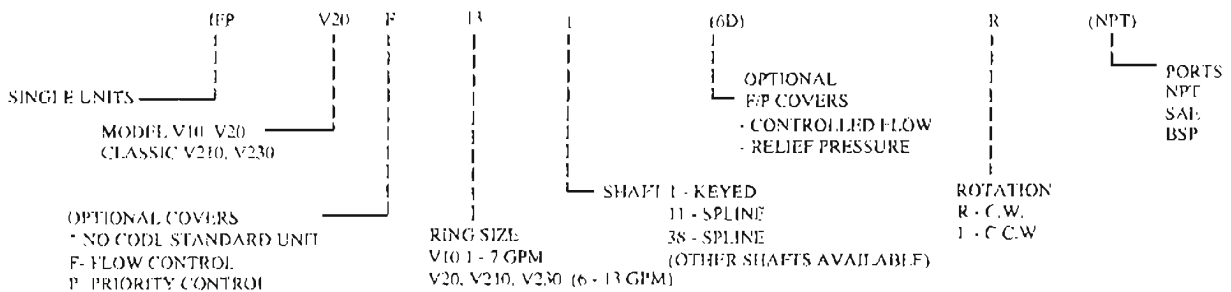 V20 F 13 1 (6D) R (NPT)
OPTIONAL
F/P COVERS
- CONTROLLED FLOW
- RELIEF PRESSURE
PORTS
NPT
SAE
BSP
SINGLE UNITS
MODEL V10 V20
CLASSIC V210, V230
OPTIONAL COVERS
* NO CODE STANDARD UNIT
F- FLOW CONTROL
P- PRIORITY CONTROL
RING SIZE
V10 1 - 7 GPM
V20, V210, V230 (6 - 13 GPM)
SHAFT 1 - KEYED
11 - SPLINE
38 - SPLINE
(OTHER SHAFTS AVAILABLE)
ROTATION
R - C.W.
L - C.C.W